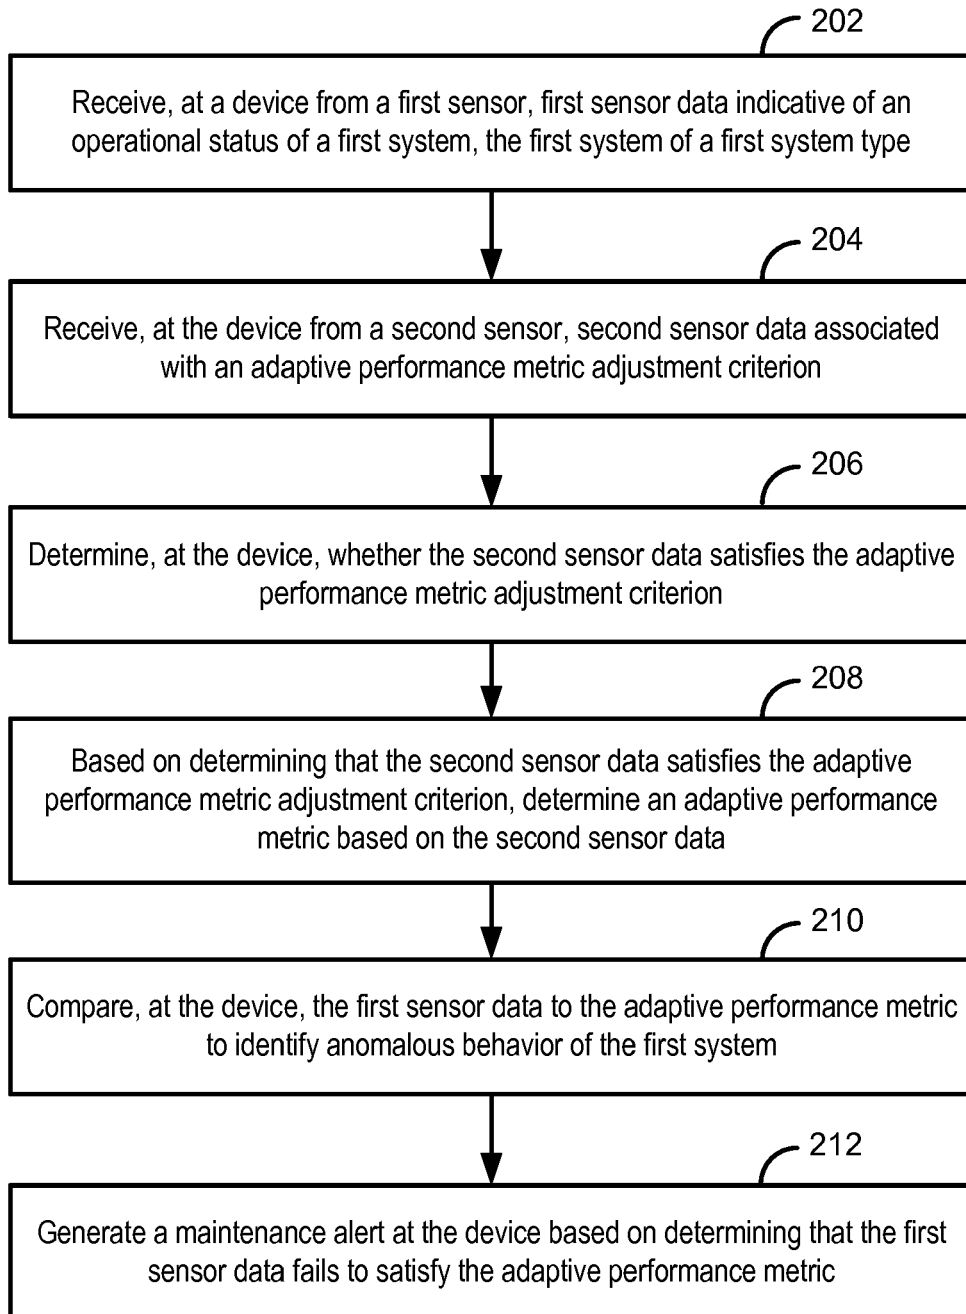 202
Receive, at a device from a first sensor, first sensor data indicative of an
operational status of a first system, the first system of a first system type
204
Receive, at the device from a second sensor, second sensor data associated
with an adaptive performance metric adjustment criterion
206
Determine, at the device, whether the second sensor data satisfies the adaptive
performance metric adjustment criterion
208
Based on determining that the second sensor data satisfies the adaptive
performance metric adjustment criterion, determine an adaptive performance
metric based on the second sensor data
210
Compare, at the device, the first sensor data to the adaptive performance metric
to identify anomalous behavior of the first system
212
Generate a maintenance alert at the device based on determining that the first
sensor data fails to satisfy the adaptive performance metric